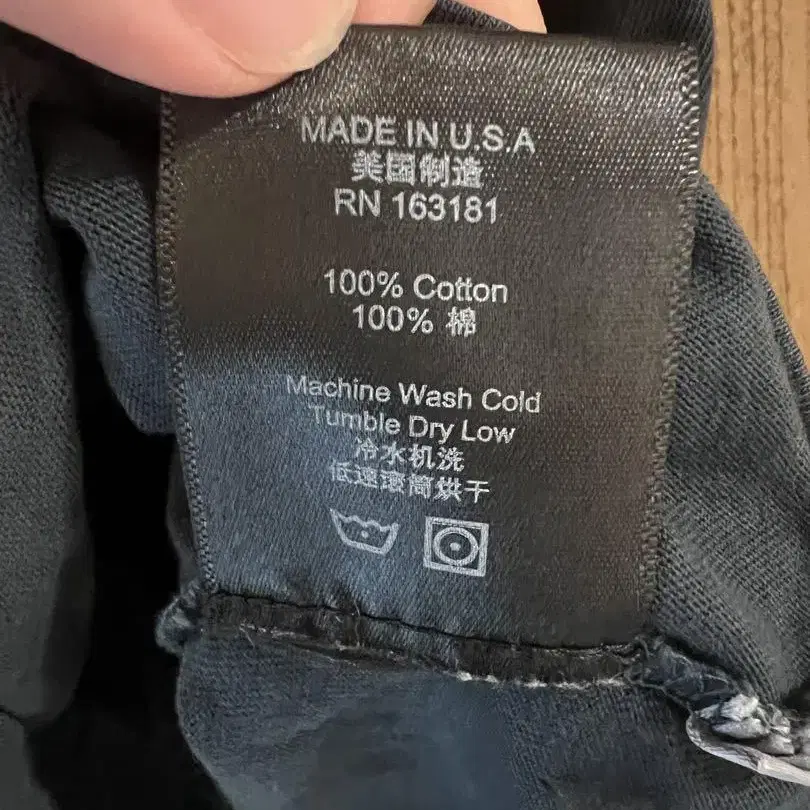 MADE IN U.S.A
美国制造
RN 163181
100% Cotton
100% 棉
Machine Wash Cold
Tumble Dry Low
冷水机洗
低速滚筒烘干